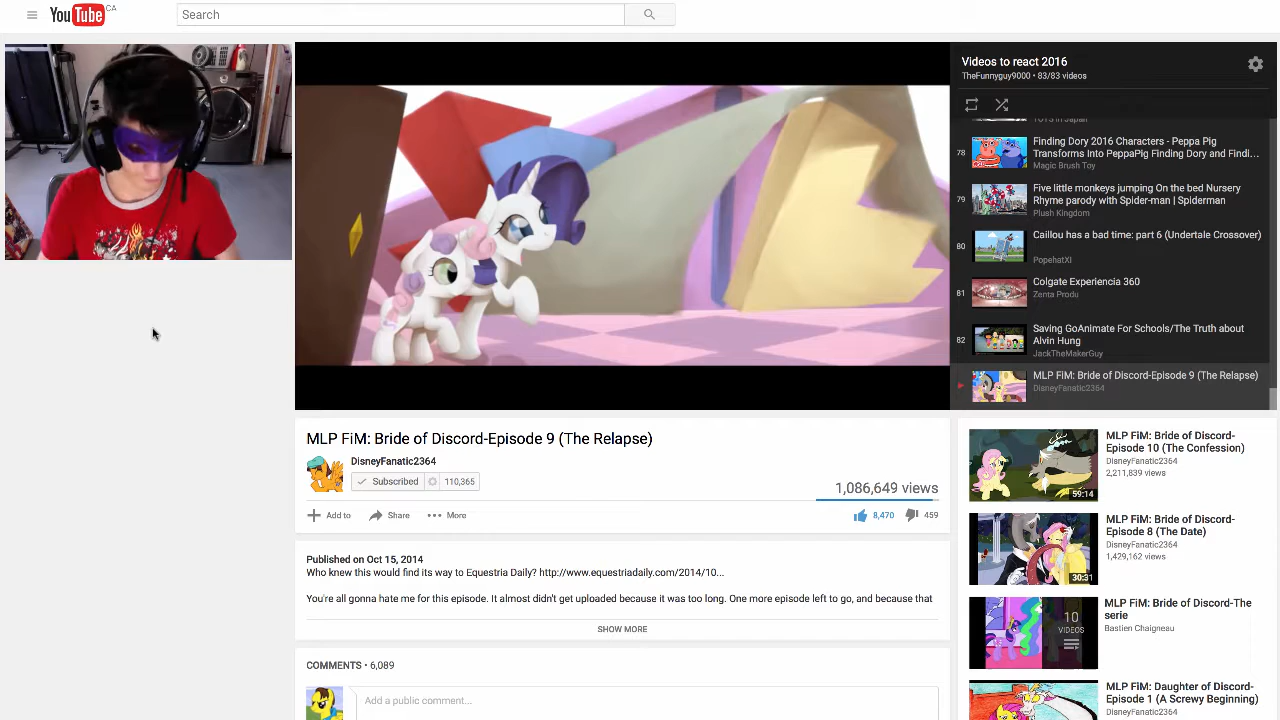 YouTube CA
Search
Videos to react 2016
TheFunnyguy9000 • 83/83 videos
TOYS in Japan
78
Finding Dory 2016 Characters - Peppa Pig
Transforms Into PeppaPig Finding Dory and Findi...
Magic Brush Toy
79
Five little monkeys jumping On the bed Nursery
Rhyme parody with Spider-man | Spiderman
Plush Kingdom
80
Caillou has a bad time: part 6 (Undertale Crossover)
PopehatXI
81
Colgate Experiencia 360
Zenta Produ
82
Saving GoAnimate For Schools/The Truth about
Alvin Hung
JackTheMakerGuy
MLP FiM: Bride of Discord-Episode 9 (The Relapse)
DisneyFanatic2364
MLP FiM: Bride of Discord-Episode 9 (The Relapse)
DisneyFanatic2364
Subscribed 110,365
1,086,649 views
Add to Share More
8,470 459
Published on Oct 15, 2014
Who knew this would find its way to Equestria Daily? http://www.equestriadaily.com/2014/10...
You're all gonna hate me for this episode. It almost didn't get uploaded because it was too long. One more episode left to go, and because that
SHOW MORE
COMMENTS • 6,089
Add a public comment...
MLP FiM: Bride of Discord-
Episode 10 (The Confession)
DisneyFanatic2364
2,211,839 views
59:14
MLP FiM: Bride of Discord-
Episode 8 (The Date)
DisneyFanatic2364
1,429,162 views
30:31
MLP FiM: Bride of Discord-The
serie
Bastien Chaigneau
10
VIDEOS
MLP FiM: Daughter of Discord-
Episode 1 (A Screwy Beginning)
DisneyFanatic2364